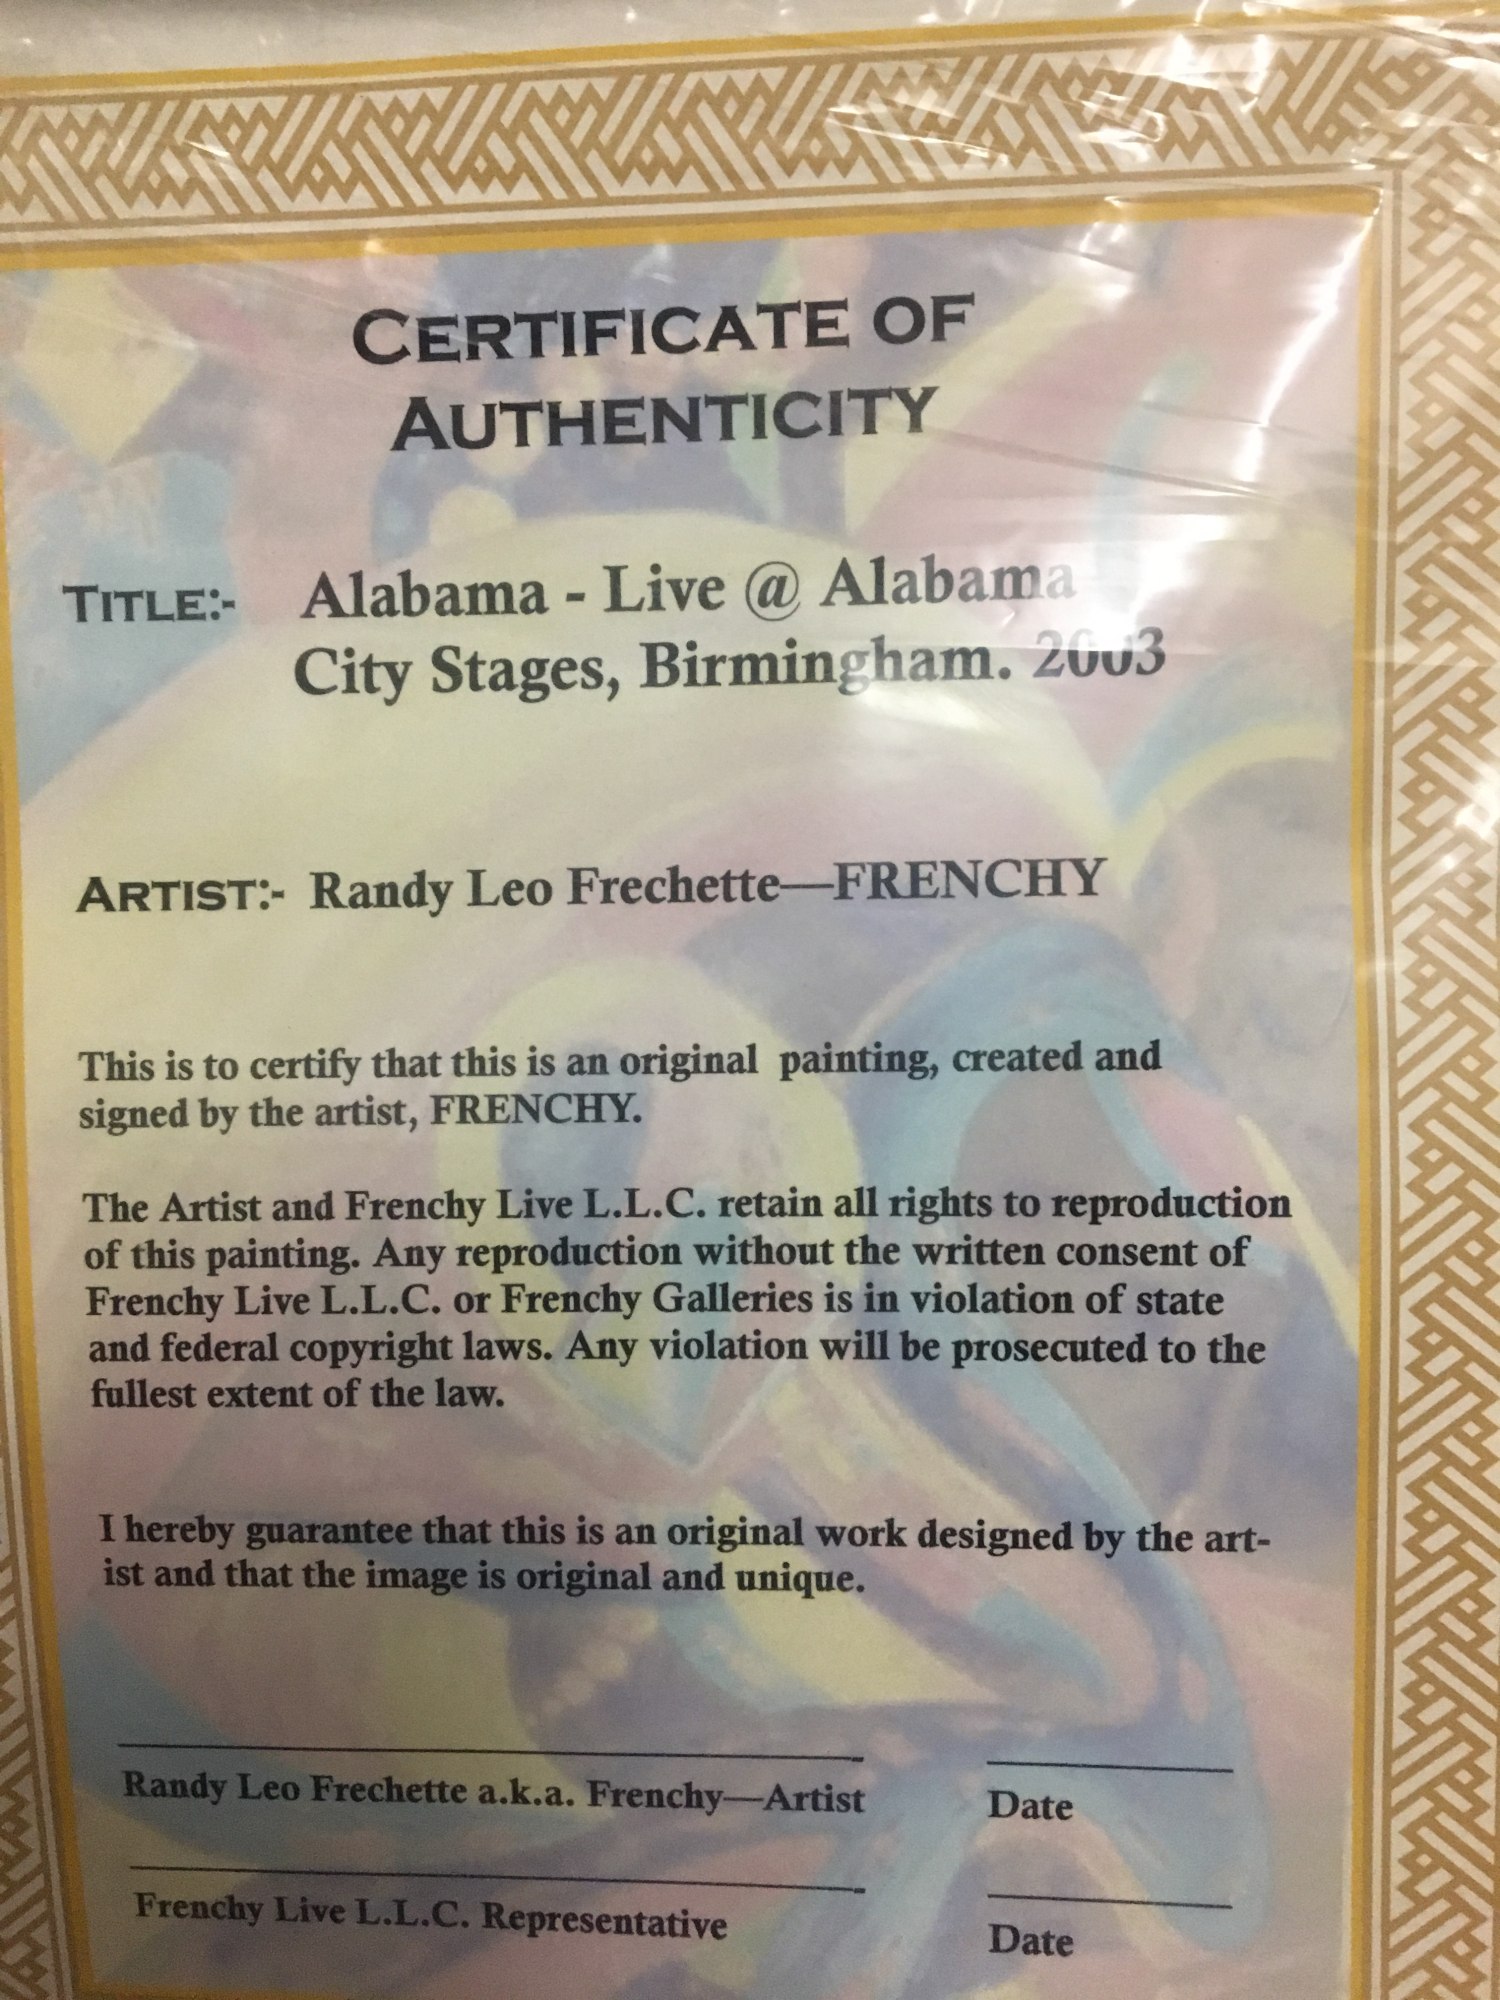 CERTIFICATE OF
AUTHENTICITY
TITLE:- Alabama - Live @ Alabama
City Stages, Birmingham. 2003
ARTIST:- Randy Leo Frechette—FRENCHY
This is to certify that this is an original painting, created and
signed by the artist, FRENCHY.
The Artist and Frenchy Live L.L.C. retain all rights to reproduction
of this painting. Any reproduction without the written consent of
Frenchy Live L.L.C. or Frenchy Galleries is in violation of state
and federal copyright laws. Any violation will be prosecuted to the
fullest extent of the law.
I hereby guarantee that this is an original work designed by the art-
ist and that the image is original and unique.
Randy Leo Frechette a.k.a. Frenchy—Artist Date
Frenchy Live L.L.C. Representative Date